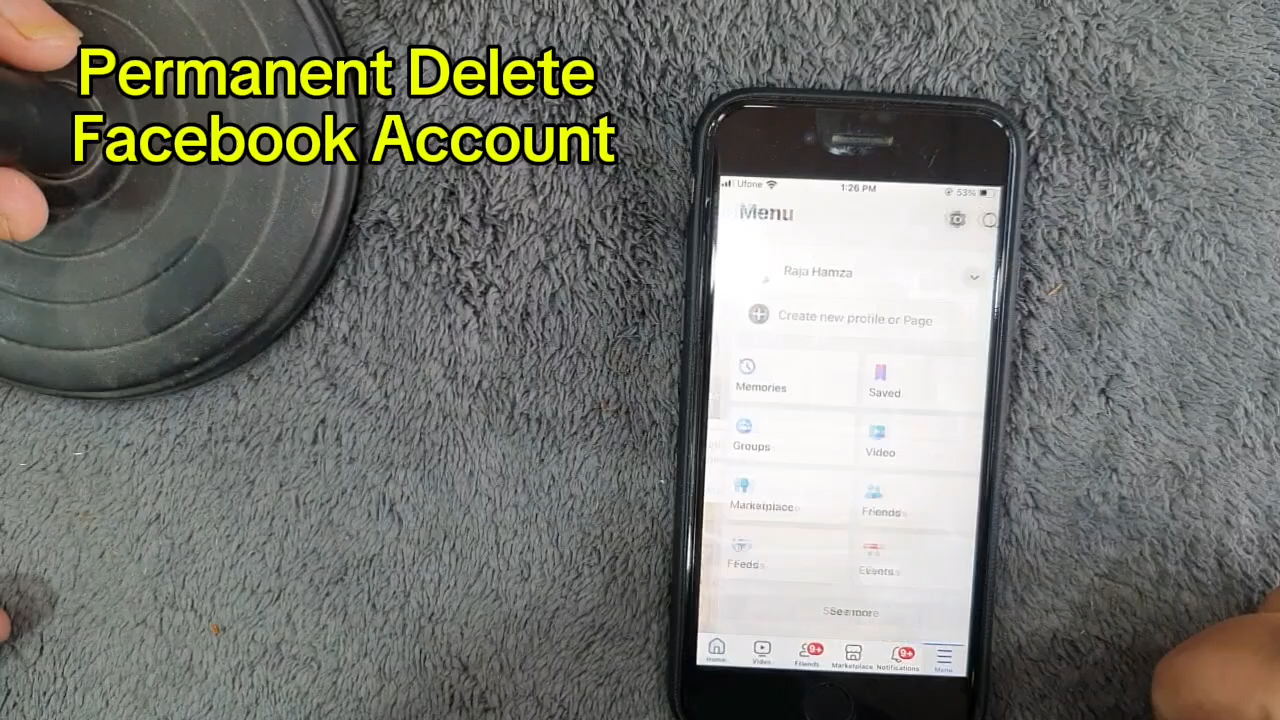 Permanent Delete
Facebook Account
Ufone
1:26 PM
53%
Menu
Raja Hamza
Create new profile or Page
Memories
Saved
Groups
Video
Marketplace
Friends
Feeds
Events
See more
Home
Video
Friends
9+
Marketplace
Notifications
9+
Menu